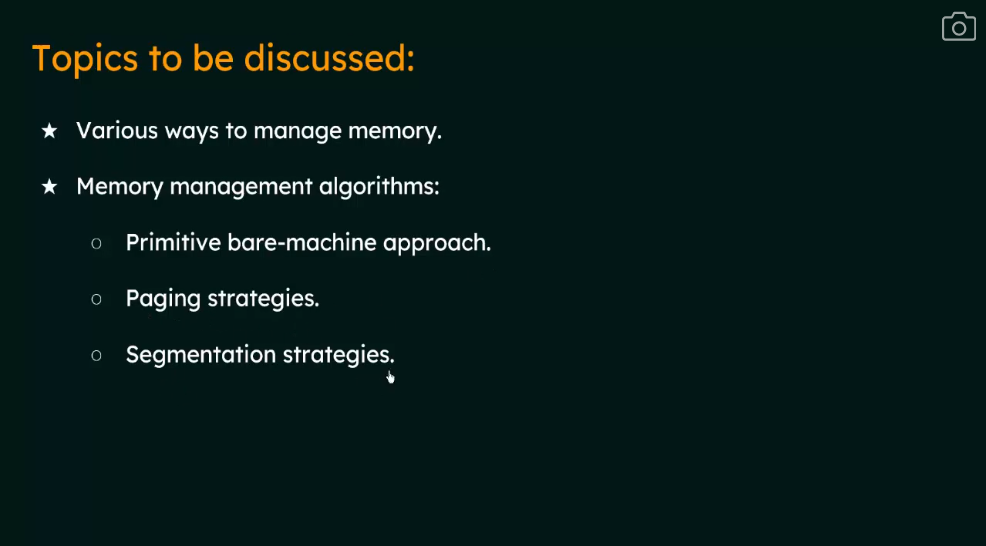 Topics to be discussed:
★ Various ways to manage memory.
★ Memory management algorithms:
○ Primitive bare-machine approach.
○ Paging strategies.
○ Segmentation strategies.